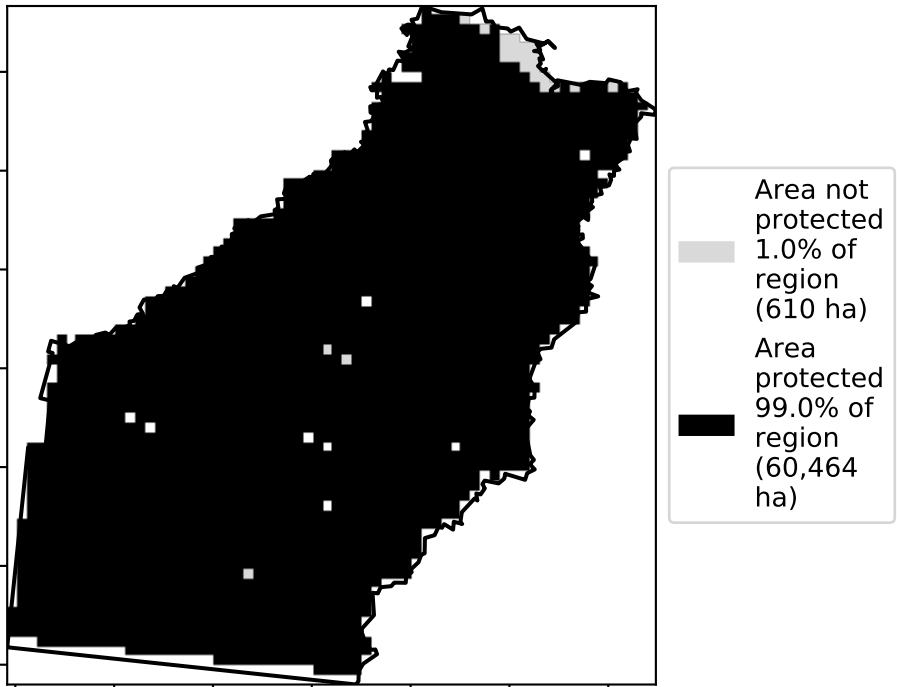 Area not
protected
1.0% of
region
(610 ha)
Area
protected
99.0% of
region
(60,464
ha)